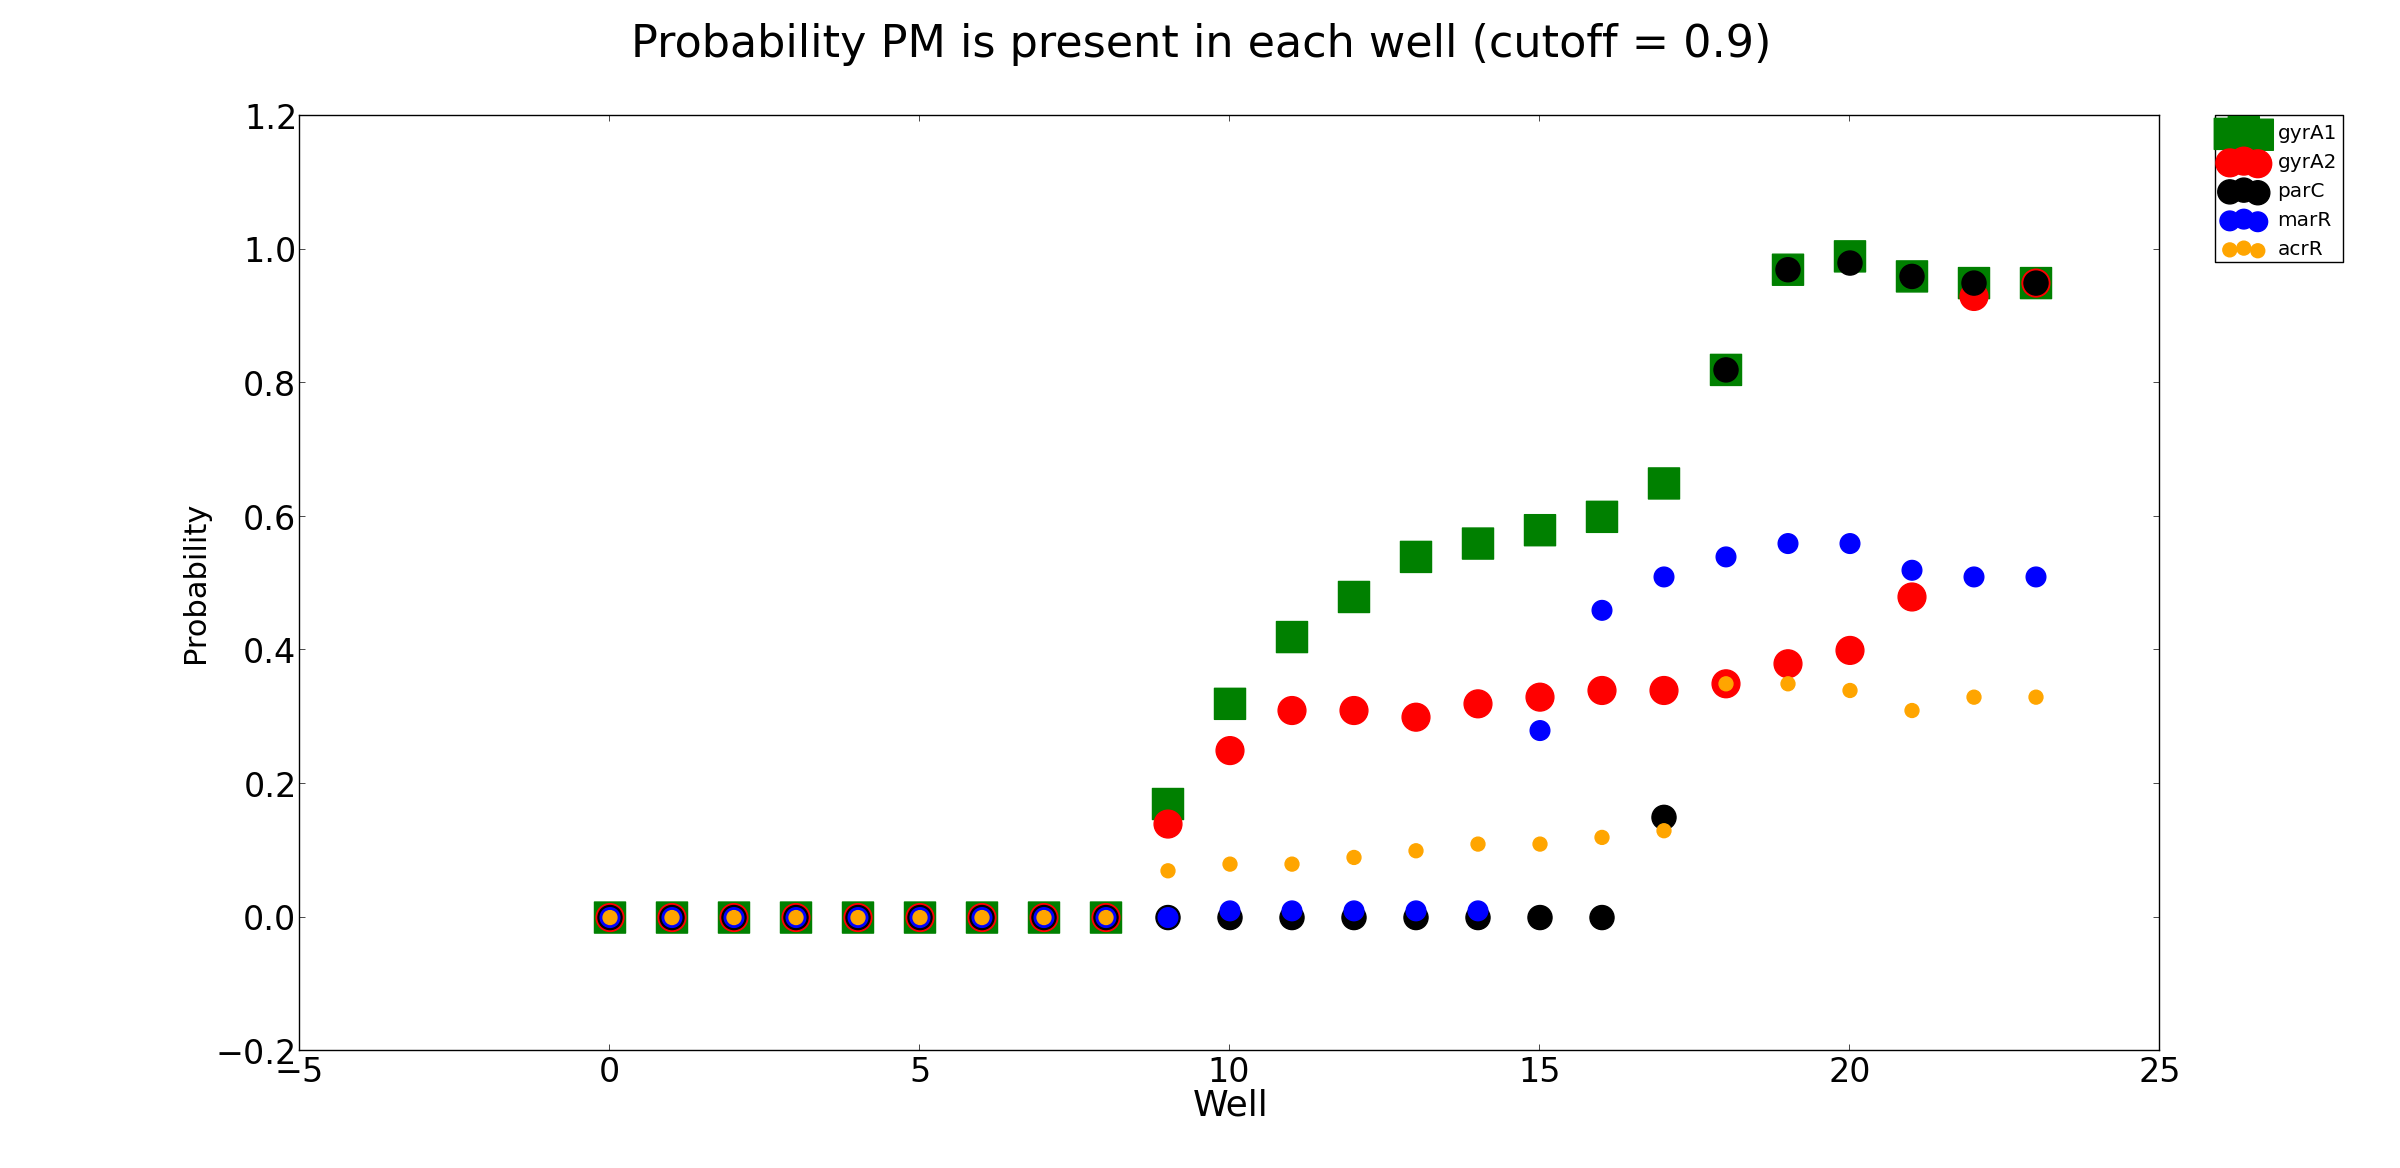 Probability PM is present in each well (cutoff = 0.9)
1.2
1.0
0.8
0.6
0.4
0.2
0.0
−0.2
Probability
−5
0
5
10
15
20
25
Well
gyrA1
gyrA2
parC
marR
acrR